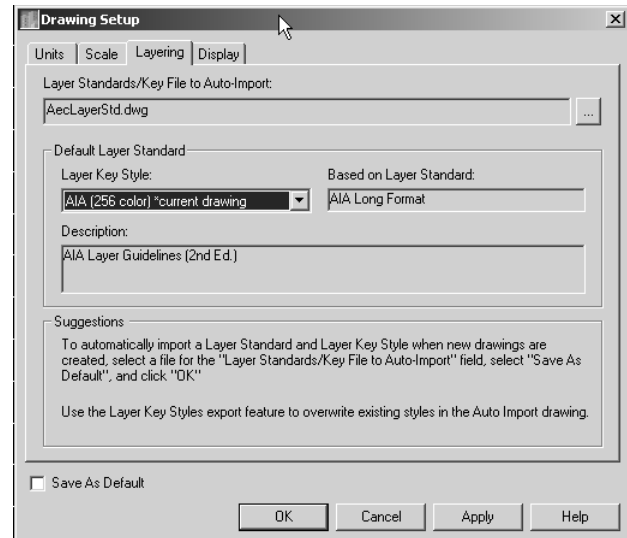 Drawing Setup
Units Scale Layering Display
Layer Standards/Key File to Auto-Import:
AecLayerStd.dwg
...
Default Layer Standard
Layer Key Style: Based on Layer Standard:
AIA (256 color) *current drawing AIA Long Format
Description:
AIA Layer Guidelines (2nd Ed.)
Suggestions
To automatically import a Layer Standard and Layer Key Style when new drawings are
created, select a file for the "Layer Standards/Key File to Auto-Import" field, select "Save As
Default", and click "OK"
Use the Layer Key Styles export feature to overwrite existing styles in the Auto Import drawing.
Save As Default
OK Cancel Apply Help